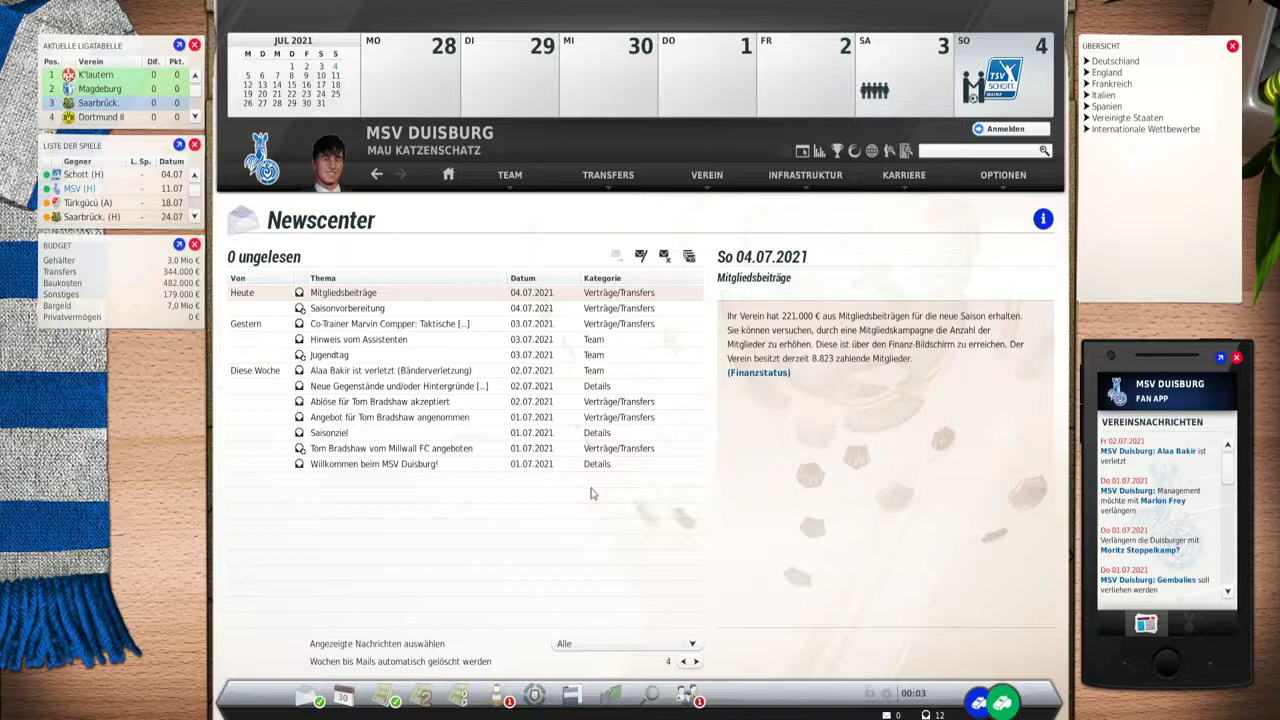 AKTUELLE LIGATABELLE
Pos. Verein Dif. Pkt.
1 K'lautern 0 0
2 Magdeburg 0 0
3 Saarbrück. 0 0
4 Dortmund II 0 0
LISTE DER SPIELE
Gegner L. Sp. Datum
Schott (H) - 04.07
MSV (H) - 11.07
Türkgücü (A) - 18.07
Saarbrück. (H) - 24.07
BUDGET
Gehälter 3.0 Mio €
Transfers 344.000 €
Baukosten 482.000 €
Sonstiges 179.000 €
Bargeld 7,0 Mio €
Privatvermögen 0 €
JUL 2021
M D M D F S S
1 2 3 4
5 6 7 8 9 10 11
12 13 14 15 16 17 18
19 20 21 22 23 24 25
26 27 28 29 30 31
MO 28
DI 29
MI 30
DO 1
FR 2
SA 3
SO 4
TSV
SCHOTT
MAINZ
MSV DUISBURG
MAU KATZENSCHATZ
Anmelden
TEAM TRANSFERS VEREIN INFRASTRUKTUR KARRIERE OPTIONEN
Newscenter
0 ungelesen
Von Thema Datum Kategorie
Heute Mitgliedsbeiträge 04.07.2021 Verträge/Transfers
Saisonvorbereitung 04.07.2021 Verträge/Transfers
Gestern Co-Trainer Marvin Compper: Taktische [..] 03.07.2021 Verträge/Transfers
Hinweis vom Assistenten 03.07.2021 Team
Jugendtag 03.07.2021 Team
Diese Woche Alaa Bakir ist verletzt (Bänderverletzung) 02.07.2021 Team
Neue Gegenstände und/oder Hintergründe [..] 02.07.2021 Details
Ablöse für Tom Bradshaw akzeptiert 02.07.2021 Verträge/Transfers
Angebot für Tom Bradshaw angenommen 01.07.2021 Verträge/Transfers
Saisonziel 01.07.2021 Details
Tom Bradshaw vom Millwall FC angeboten 01.07.2021 Verträge/Transfers
Willkommen beim MSV Duisburg! 01.07.2021 Details
Angezeigte Nachrichten auswählen Alle
Wochen bis Mails automatisch gelöscht werden 4
So 04.07.2021
Mitgliedsbeiträge
Ihr Verein hat 221.000 € aus Mitgliedsbeiträgen für die neue Saison erhalten.
Sie können versuchen, durch eine Mitgliedskampagne die Anzahl der
Mitglieder zu erhöhen. Diese ist über den Finanz-Bildschirm zu erreichen. Der
Verein besitzt derzeit 8.823 zahlende Mitglieder.
(Finanzstatus)
30
1
1
00:03
0
12
ÜBERSICHT
Deutschland
England
Frankreich
Italien
Spanien
Vereinigte Staaten
Internationale Wettbewerbe
MSV DUISBURG
FAN APP
VEREINSNACHRICHTEN
Fr 02.07.2021
MSV Duisburg: Alaa Bakir ist
verletzt
Do 01.07.2021
MSV Duisburg: Management
möchte mit Marlon Frey
verlängern.
Do 01.07.2021
Verlängern die Duisburger mit
Moritz Stoppelkamp?
Do 01.07.2021
MSV Duisburg: Gembalies soll
verliehen werden